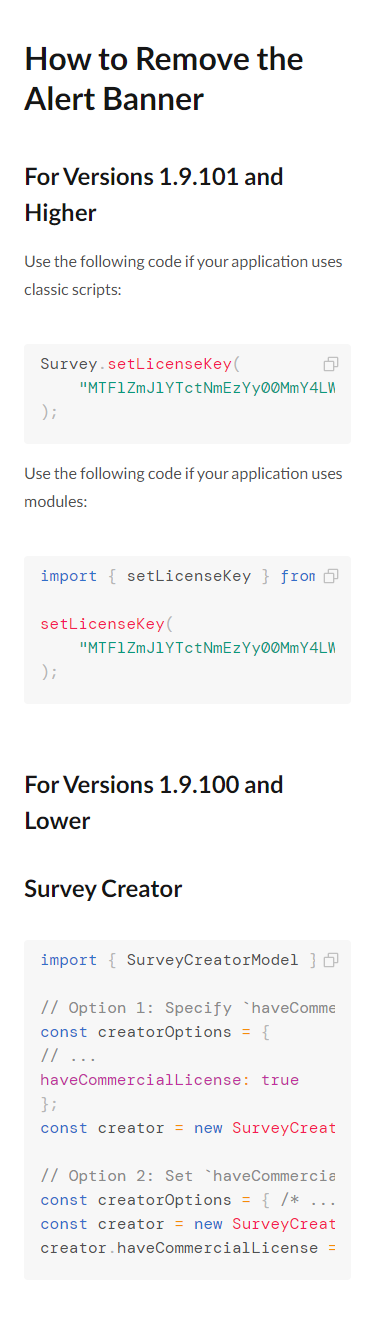 How to Remove the
Alert Banner
For Versions 1.9.101 and
Higher
Use the following code if your application uses
classic scripts:
Survey.setLicenseKey(
"MTFlZmJlYTctNmEzYy00MmY4LW
);
Use the following code if your application uses
modules:
import { setLicenseKey } from
setLicenseKey(
"MTFlZmJlYTctNmEzYy00MmY4LW
);
For Versions 1.9.100 and
Lower
Survey Creator
import { SurveyCreatorModel }
// Option 1: Specify `haveComme
const creatorOptions = {
// ...
haveCommercialLicense: true
};
const creator = new SurveyCreat
// Option 2: Set `haveCommercia
const creatorOptions = { /* ...
const creator = new SurveyCreat
creator.haveCommercialLicense =